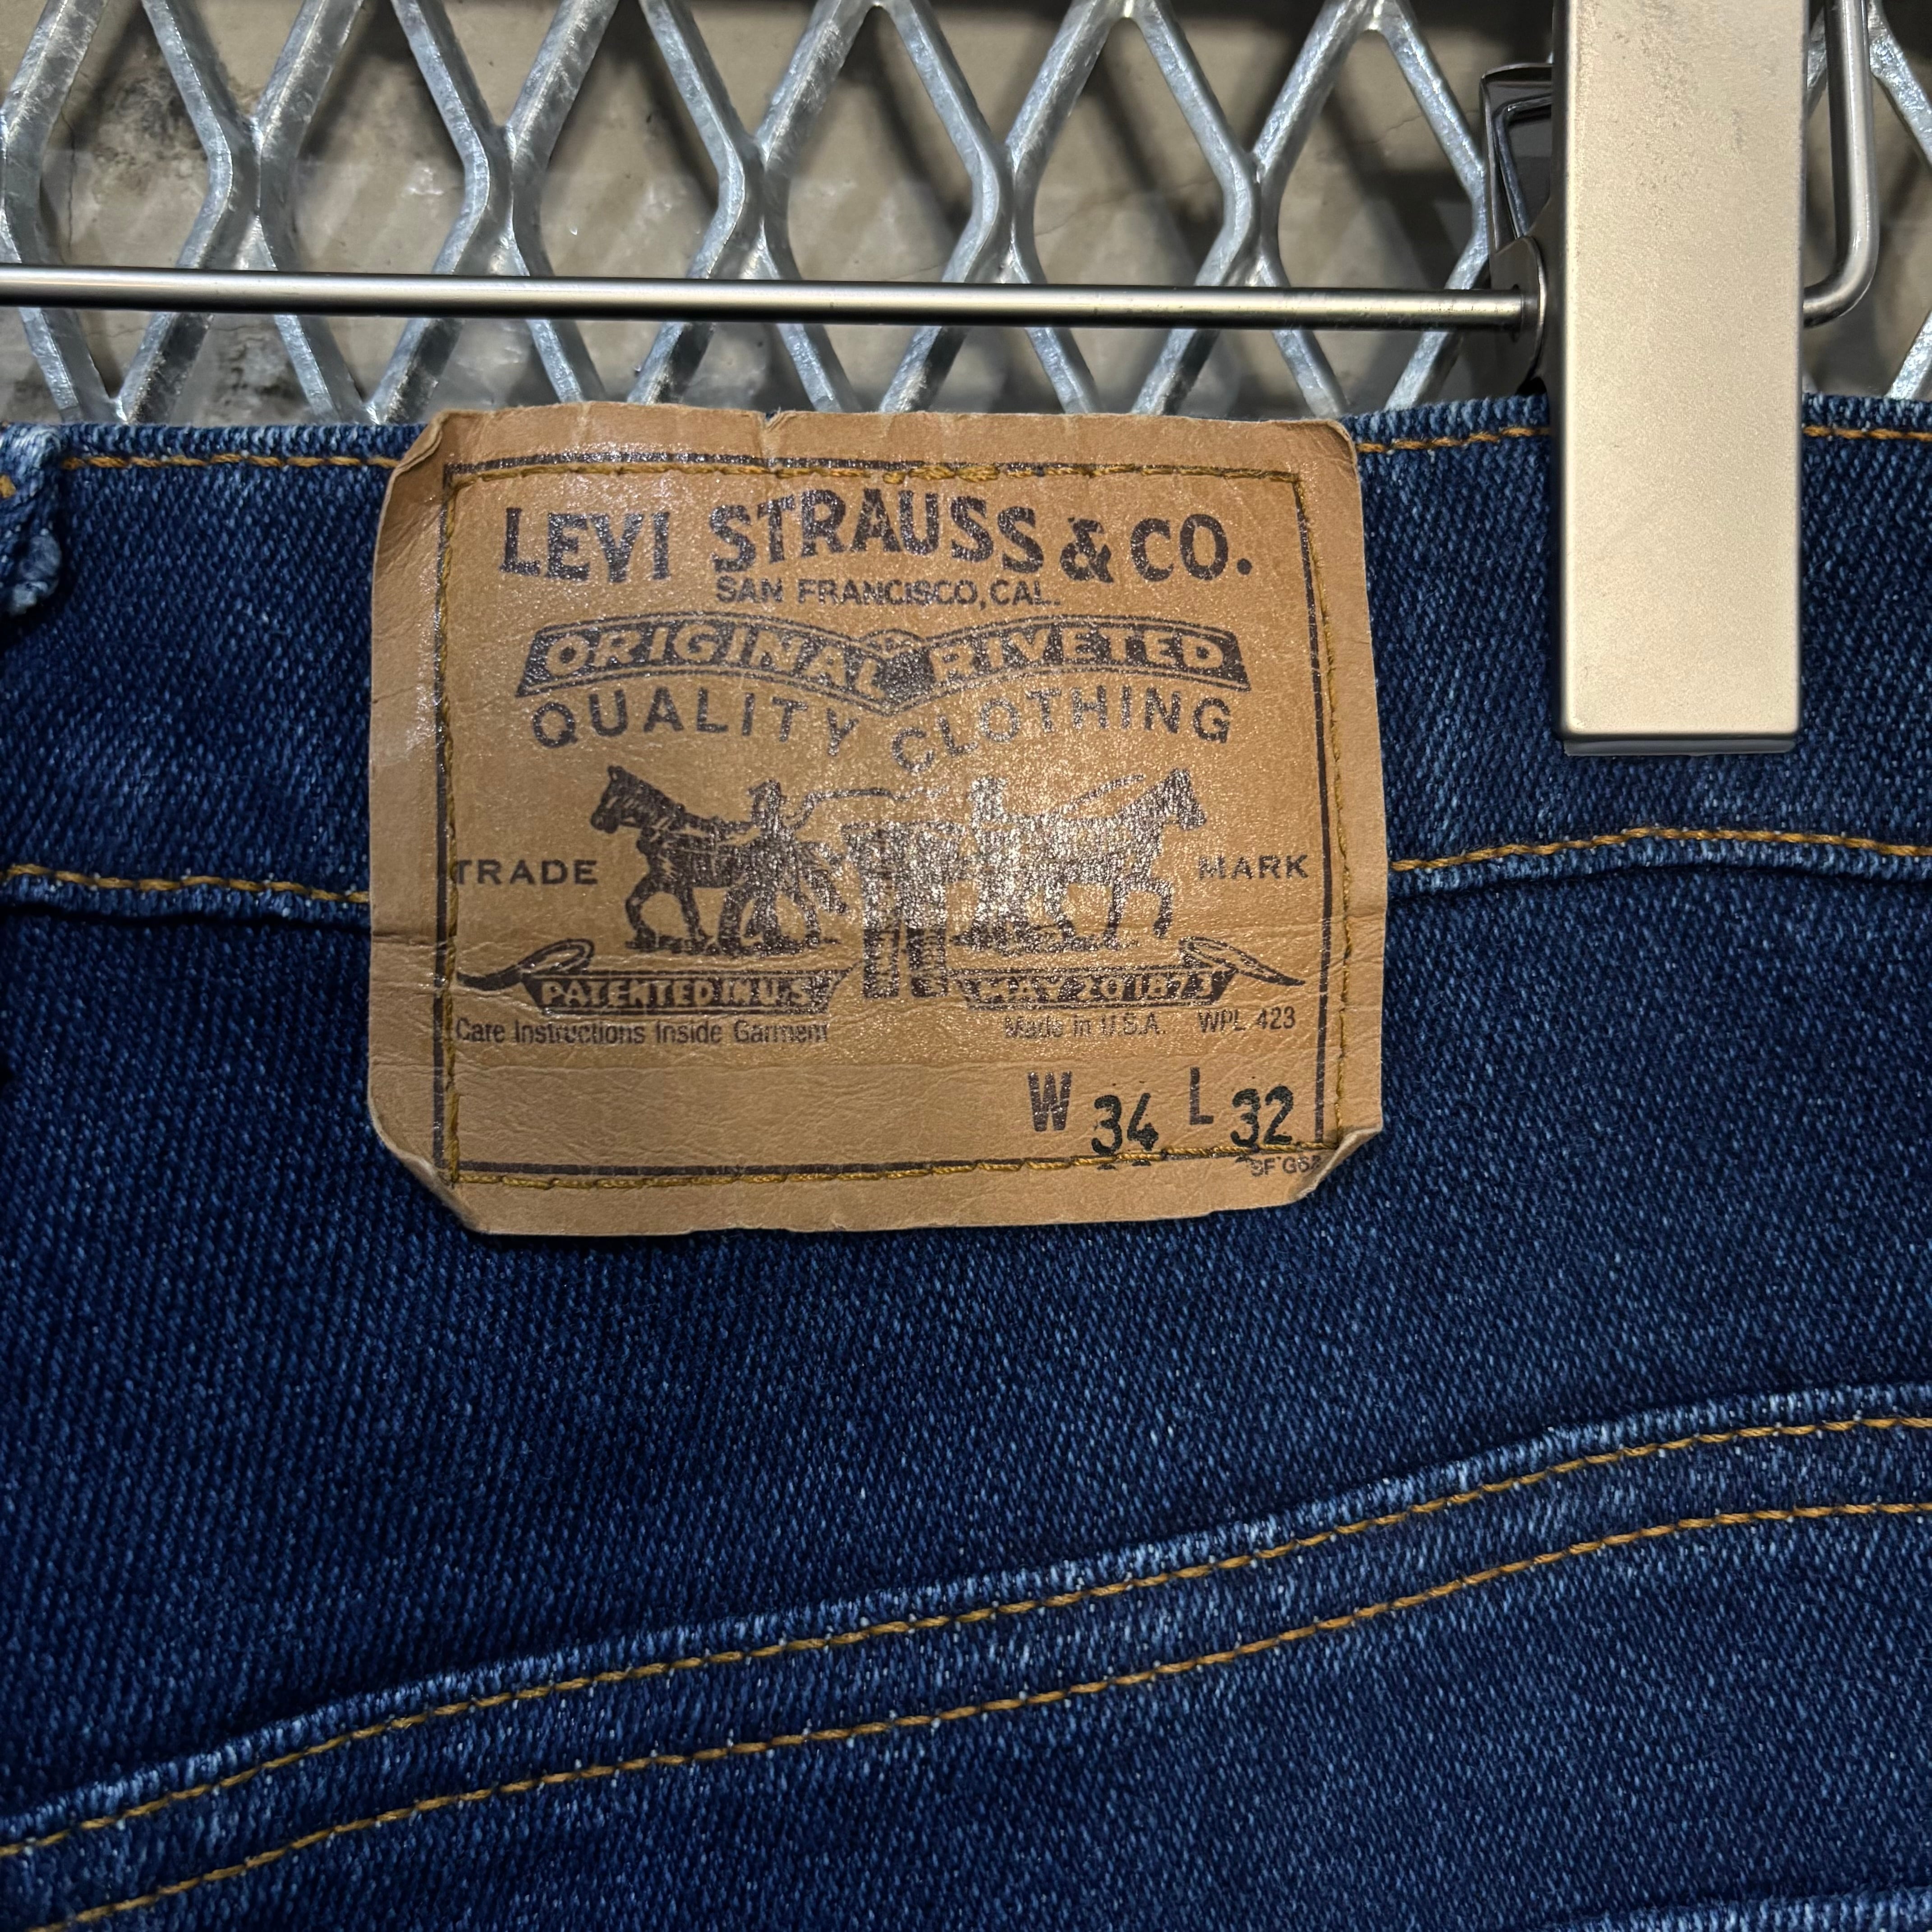 LEVI STRAUSS & CO.
SAN FRANCISCO, CAL.
ORIGINAL RIVETED
QUALITY CLOTHING
TRADE MARK
PATENTED IN U.S. MAY 20 1873
Care Instructions Inside Garment Made in U.S.A. WPL 423
W 34 L 32